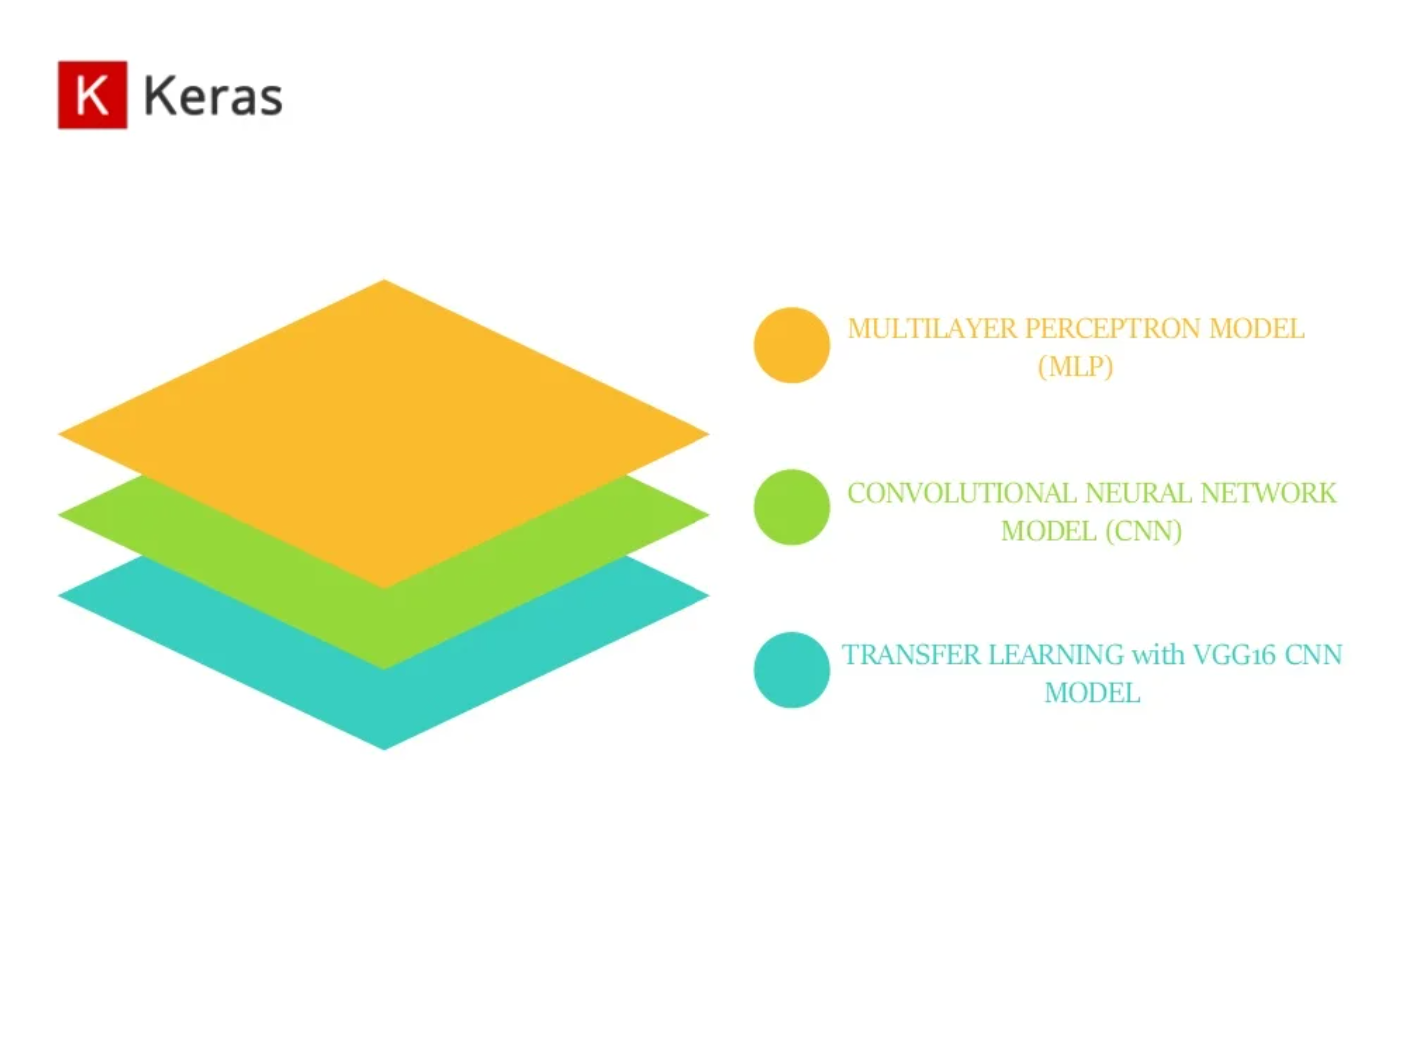 K Keras
MULTILAYER PERCEPTRON MODEL
(MLP)
CONVOLUTIONAL NEURAL NETWORK
MODEL (CNN)
TRANSFER LEARNING with VGG16 CNN
MODEL